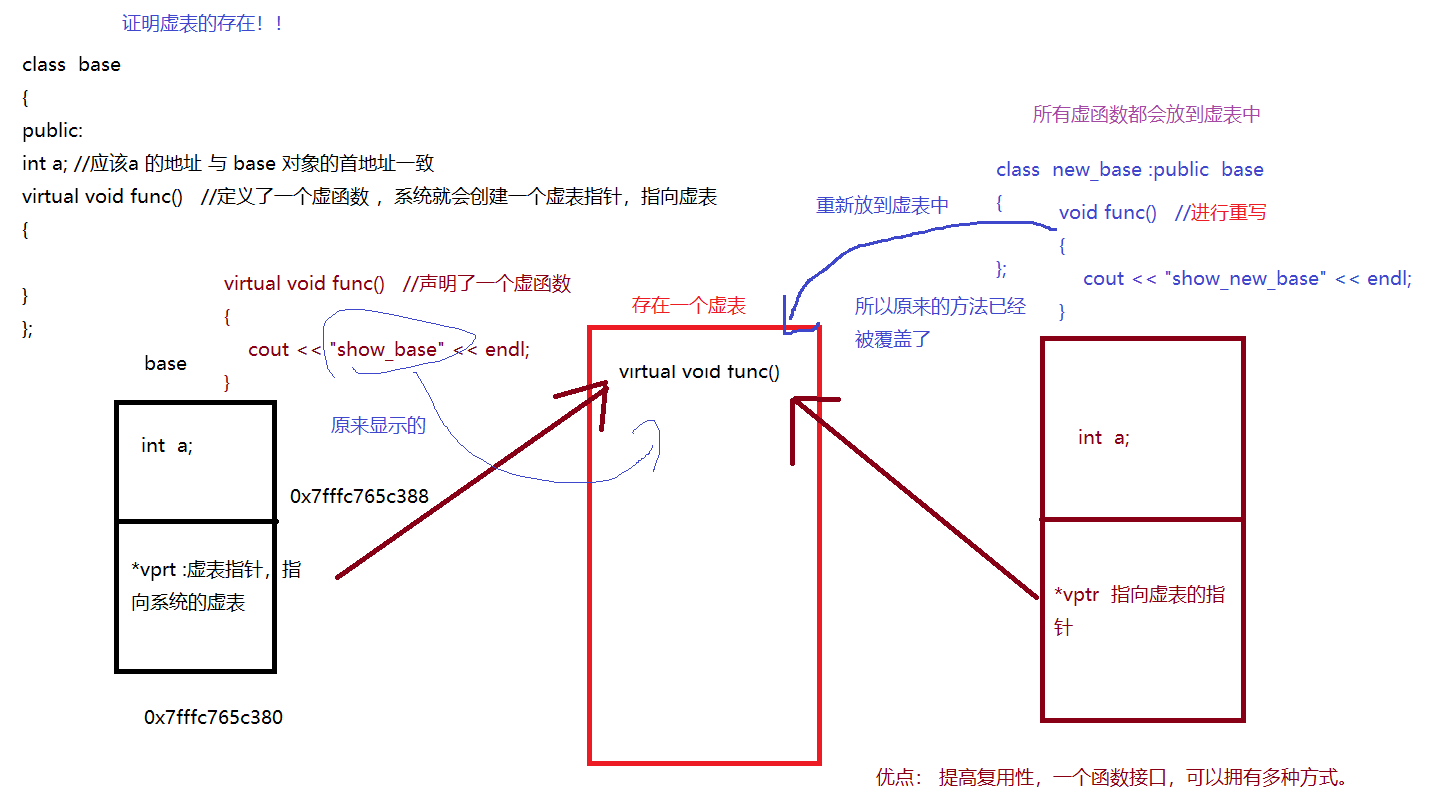 证明虚表的存在！！
class  base
{
public:
int a; //应该a 的地址 与 base 对象的首地址一致
virtual void func()   //定义了一个虚函数 ，系统就会创建一个虚表指针，指向虚表
{
}
};
virtual void func()   //声明了一个虚函数
{
cout << "show_base" << endl;
}
原来显示的
base
int  a;
0x7fffc765c388
*vprt :虚表指针，指
向系统的虚表
0x7fffc765c380
存在一个虚表
virtual void func()
所有虚函数都会放到虚表中
class  new_base :public  base
{
void func()   //进行重写
{
cout << "show_new_base" << endl;
}
};
重新放到虚表中
所以原来的方法已经
被覆盖了
int  a;
*vptr  指向虚表的指
针
优点： 提高复用性，一个函数接口，可以拥有多种方式。